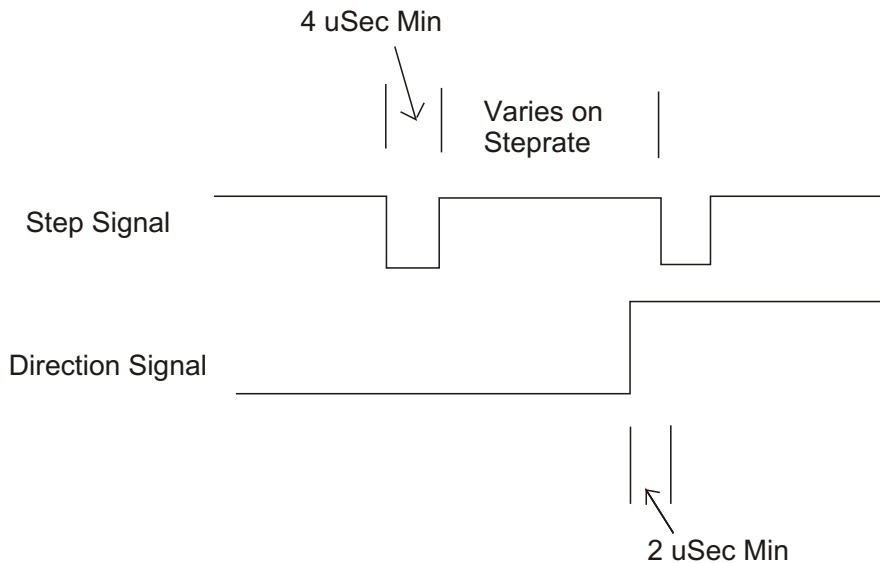 4 uSec Min
Varies on
Steprate
Step Signal
Direction Signal
2 uSec Min